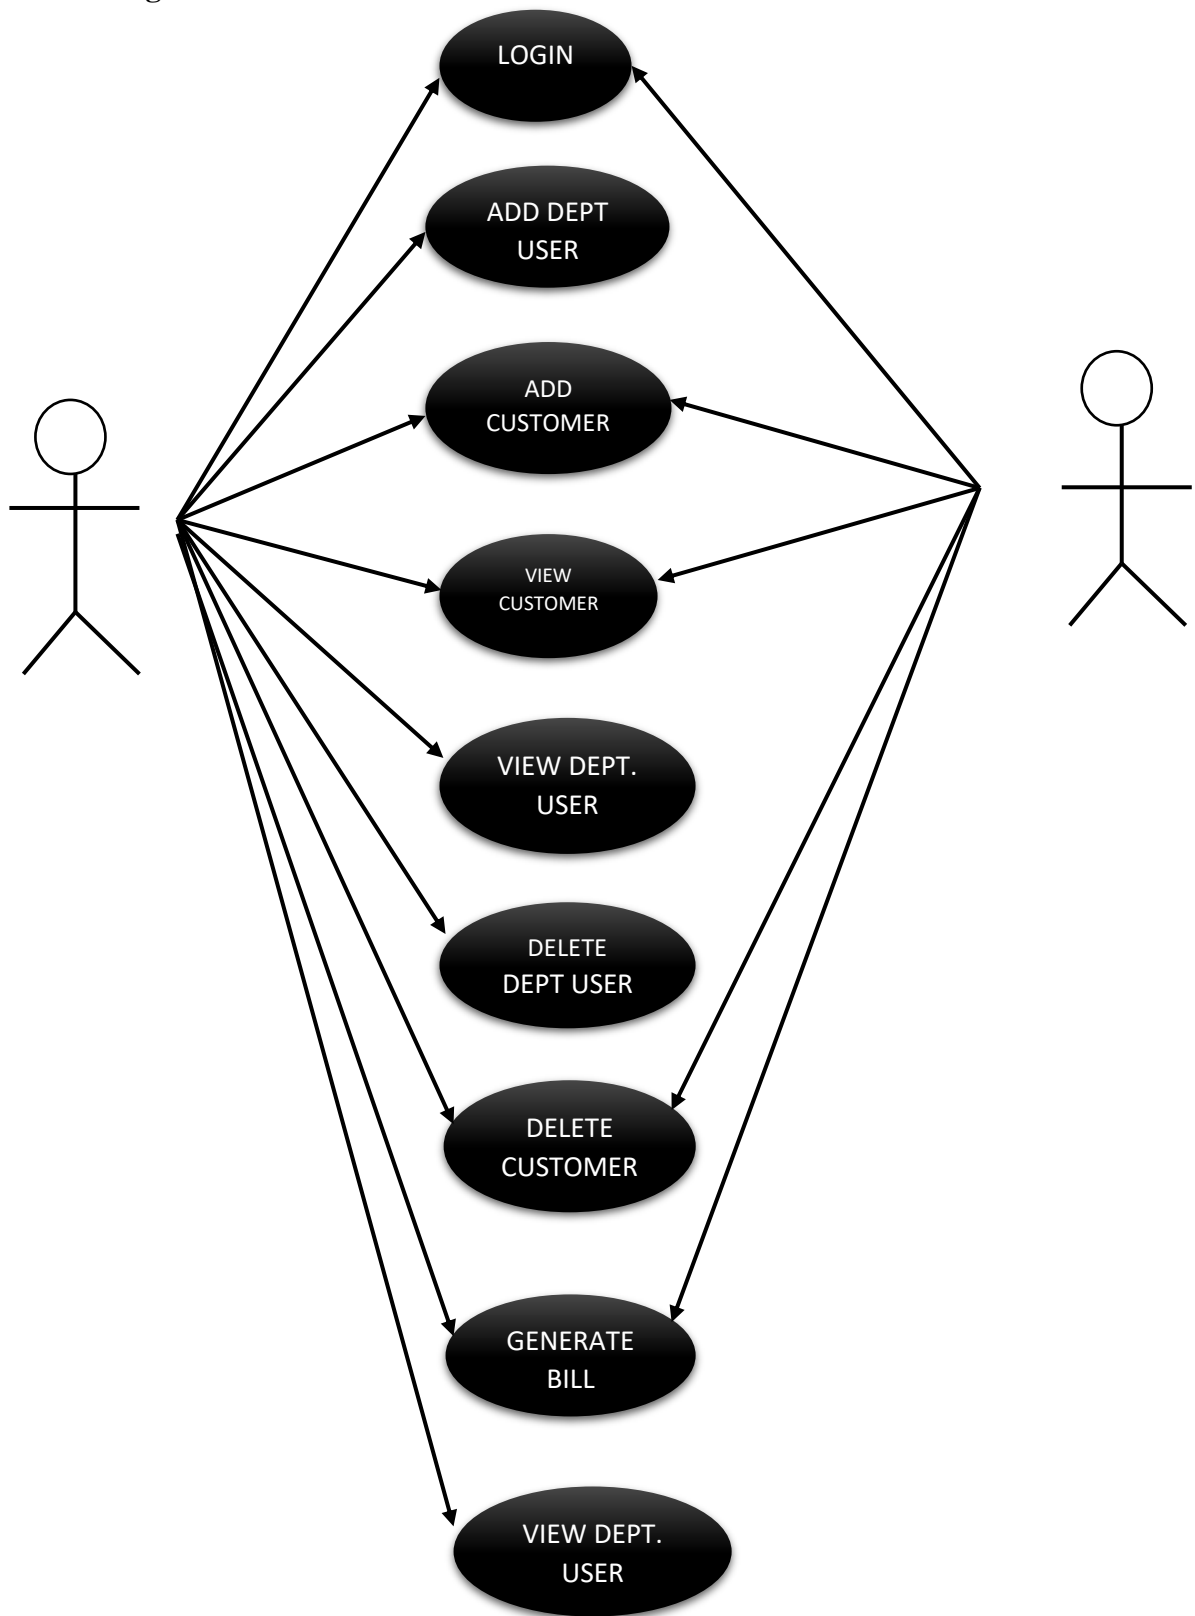 LOGIN
ADD DEPT
USER
ADD
CUSTOMER
VIEW
CUSTOMER
VIEW DEPT.
USER
DELETE
DEPT USER
DELETE
CUSTOMER
GENERATE
BILL
VIEW DEPT.
USER